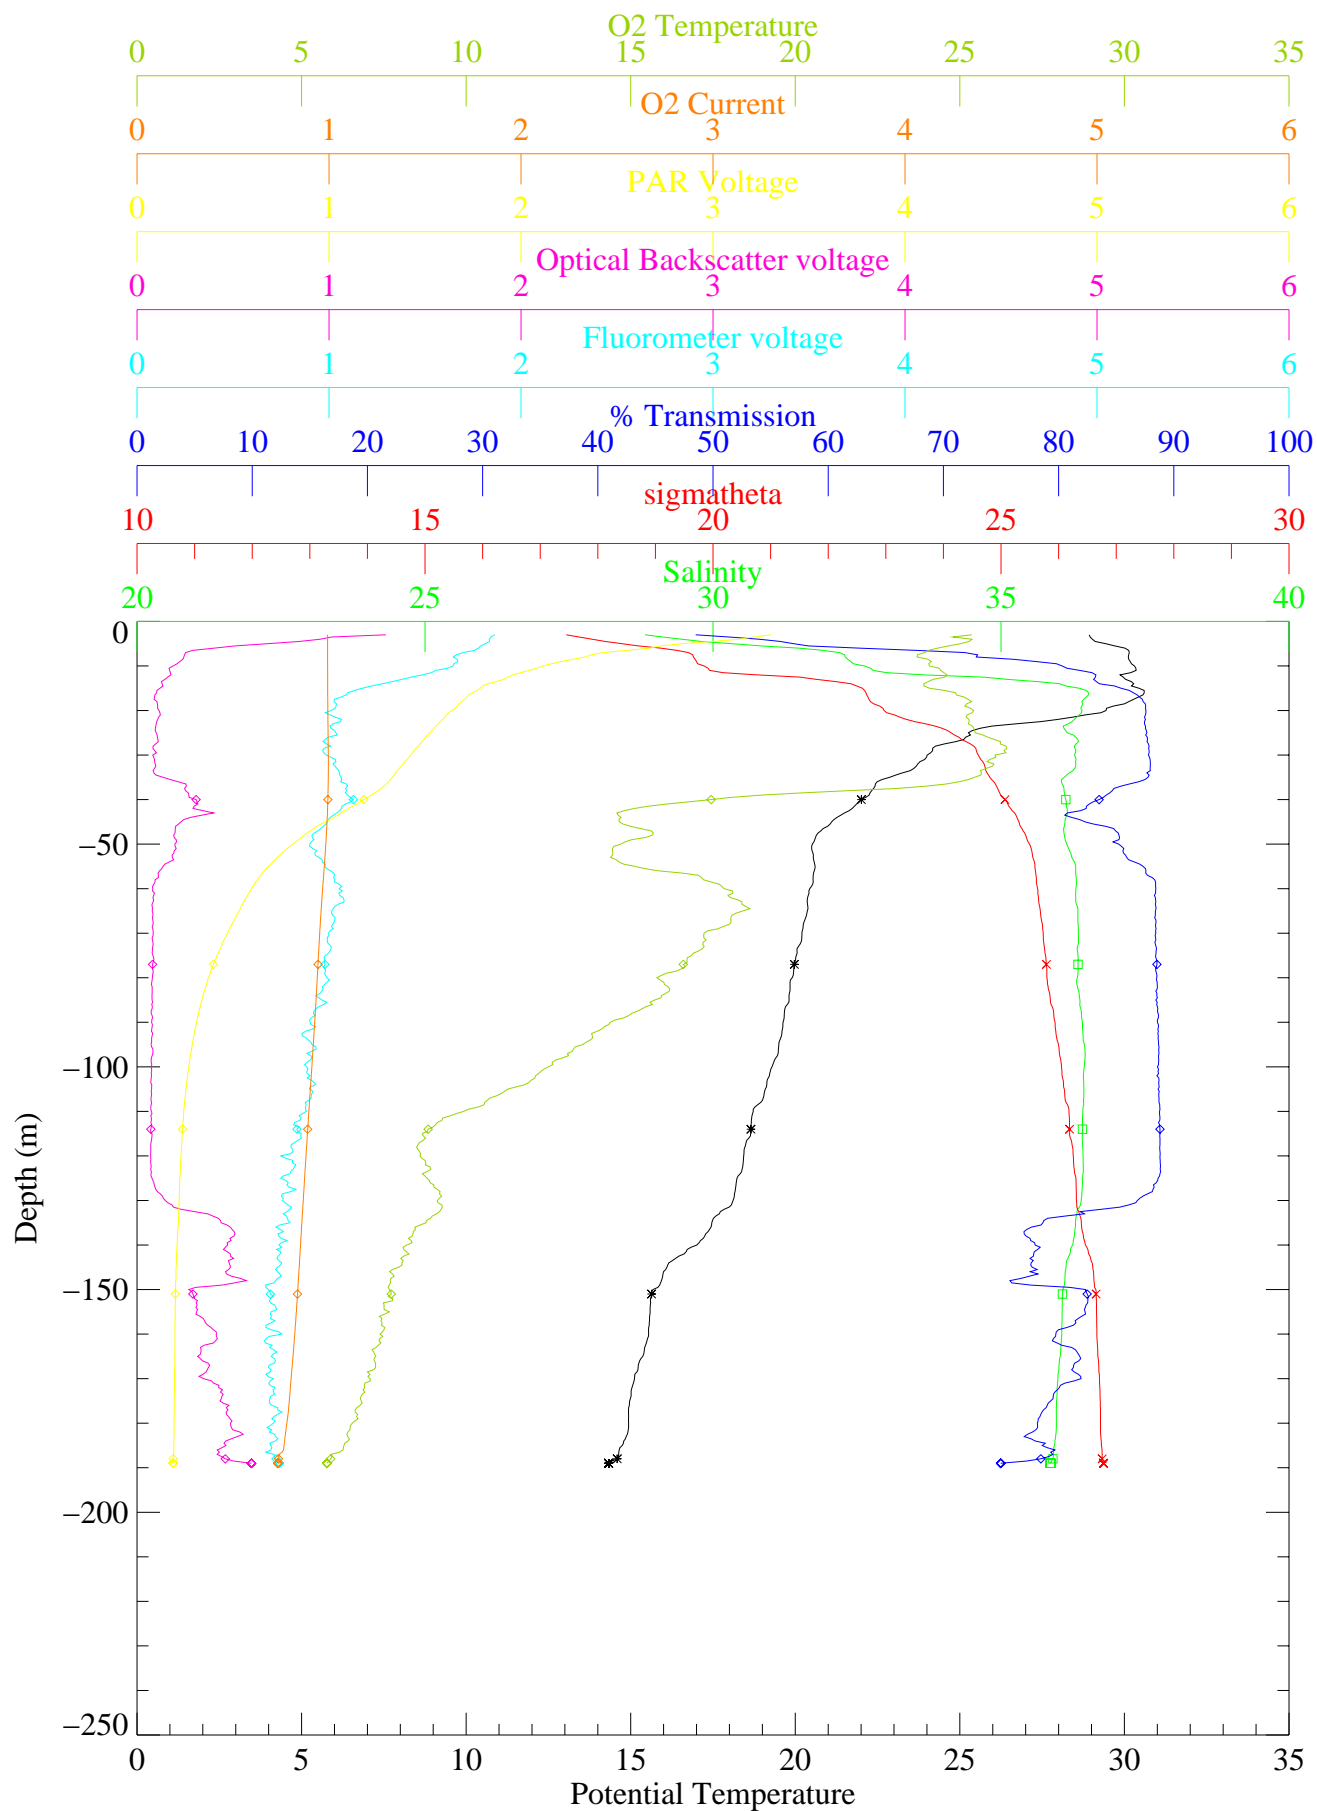 O2 Temperature
0 5 10 15 20 25 30 35
O2 Current
0 1 2 3 4 5 6
PAR Voltage
0 1 2 3 4 5 6
Optical Backscatter voltage
0 1 2 3 4 5 6
Fluorometer voltage
0 1 2 3 4 5 6
% Transmission
0 10 20 30 40 50 60 70 80 90 100
sigmatheta
10 15 20 25 30
Salinity
20 25 30 35 40
0
−50
−100
−150
−200
−250
Depth (m)
0 5 10 15 20 25 30 35
Potential Temperature